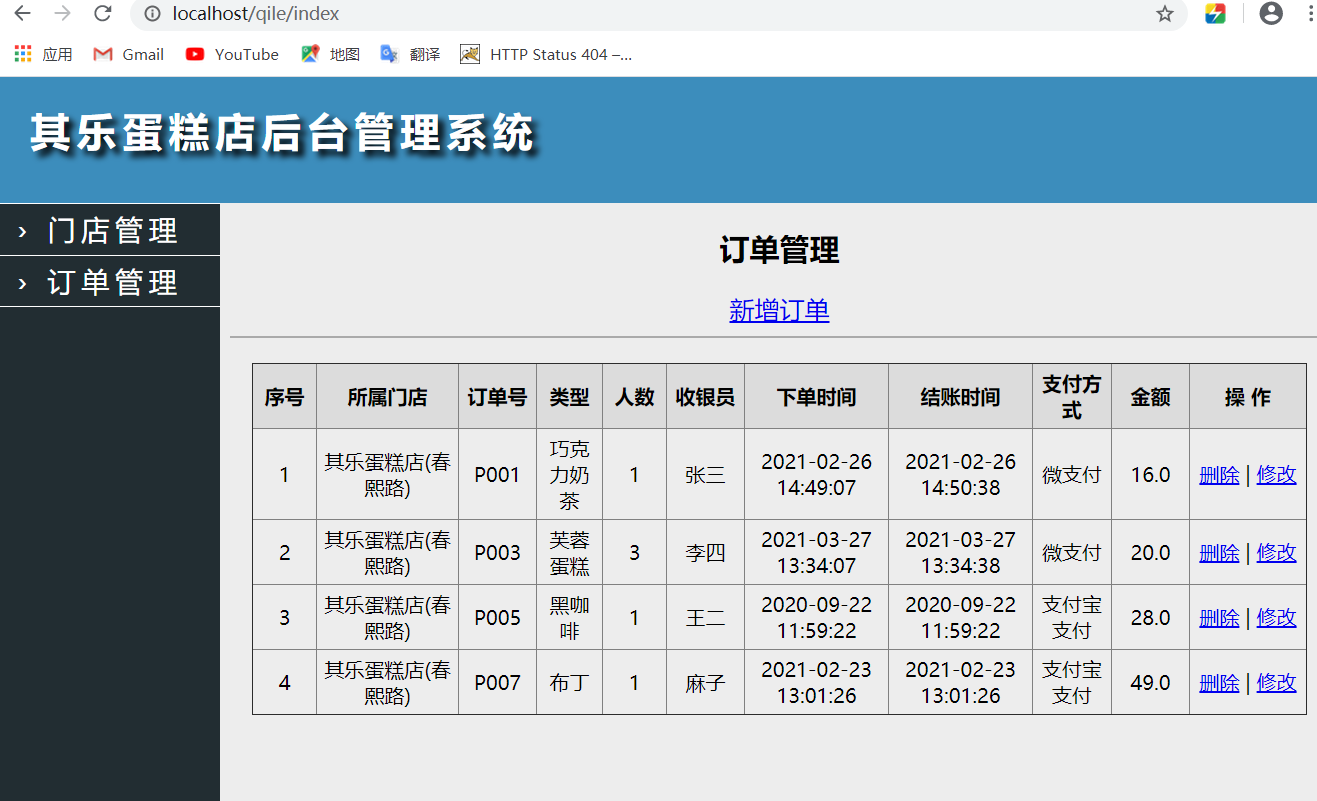 localhost/qile/index
应用 Gmail YouTube 地图 翻译 HTTP Status 404 –...
其乐蛋糕店后台管理系统
› 门店管理
› 订单管理
订单管理
新增订单
序号 所属门店 订单号 类型 人数 收银员 下单时间 结账时间 支付方式 金额 操 作
1 其乐蛋糕店(春熙路) P001 巧克力奶茶 1 张三 2021-02-26 14:49:07 2021-02-26 14:50:38 微支付 16.0 删除 | 修改
2 其乐蛋糕店(春熙路) P003 芙蓉蛋糕 3 李四 2021-03-27 13:34:07 2021-03-27 13:34:38 微支付 20.0 删除 | 修改
3 其乐蛋糕店(春熙路) P005 黑咖啡 1 王二 2020-09-22 11:59:22 2020-09-22 11:59:22 支付宝支付 28.0 删除 | 修改
4 其乐蛋糕店(春熙路) P007 布丁 1 麻子 2021-02-23 13:01:26 2021-02-23 13:01:26 支付宝支付 49.0 删除 | 修改